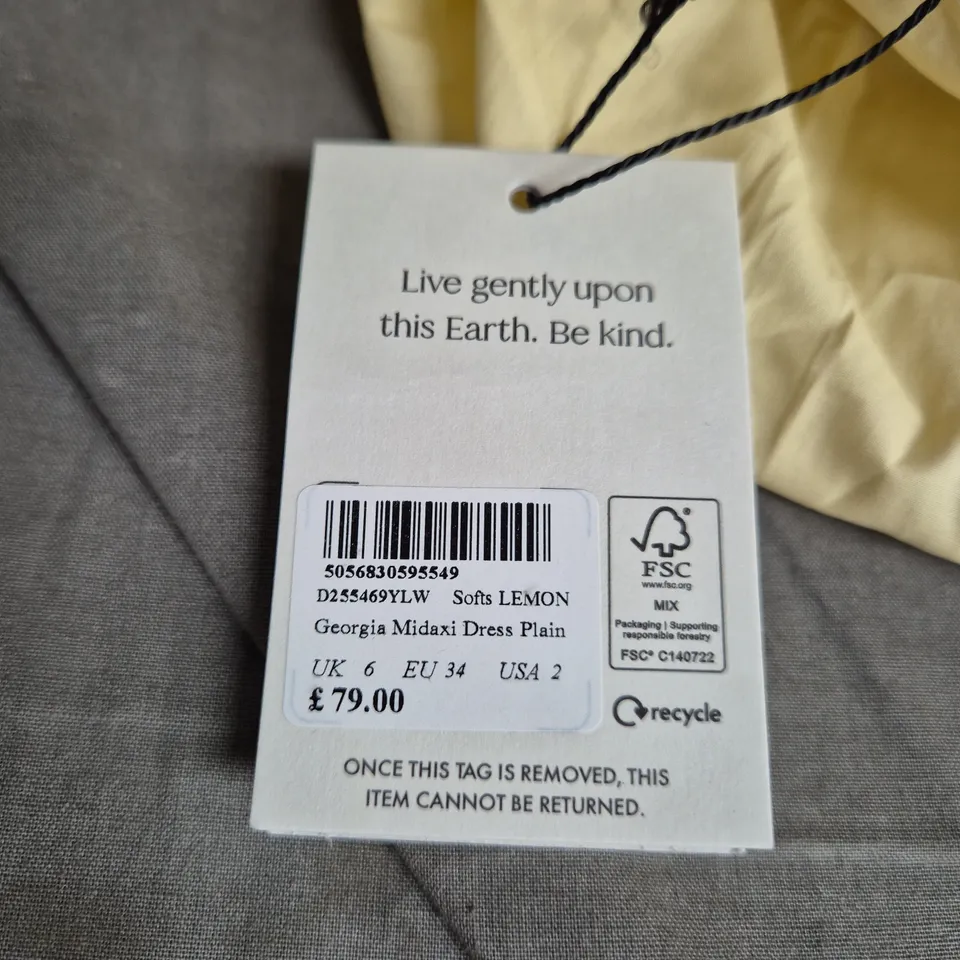 Live gently upon
this Earth. Be kind.
5056830595549
D255469YLW Softs LEMON
Georgia Midaxi Dress Plain
UK 6 EU 34 USA 2
£ 79.00
®
FSC
www.fsc.org
MIX
Packaging | Supporting
responsible forestry
FSC® C140722
recycle
ONCE THIS TAG IS REMOVED, THIS
ITEM CANNOT BE RETURNED.